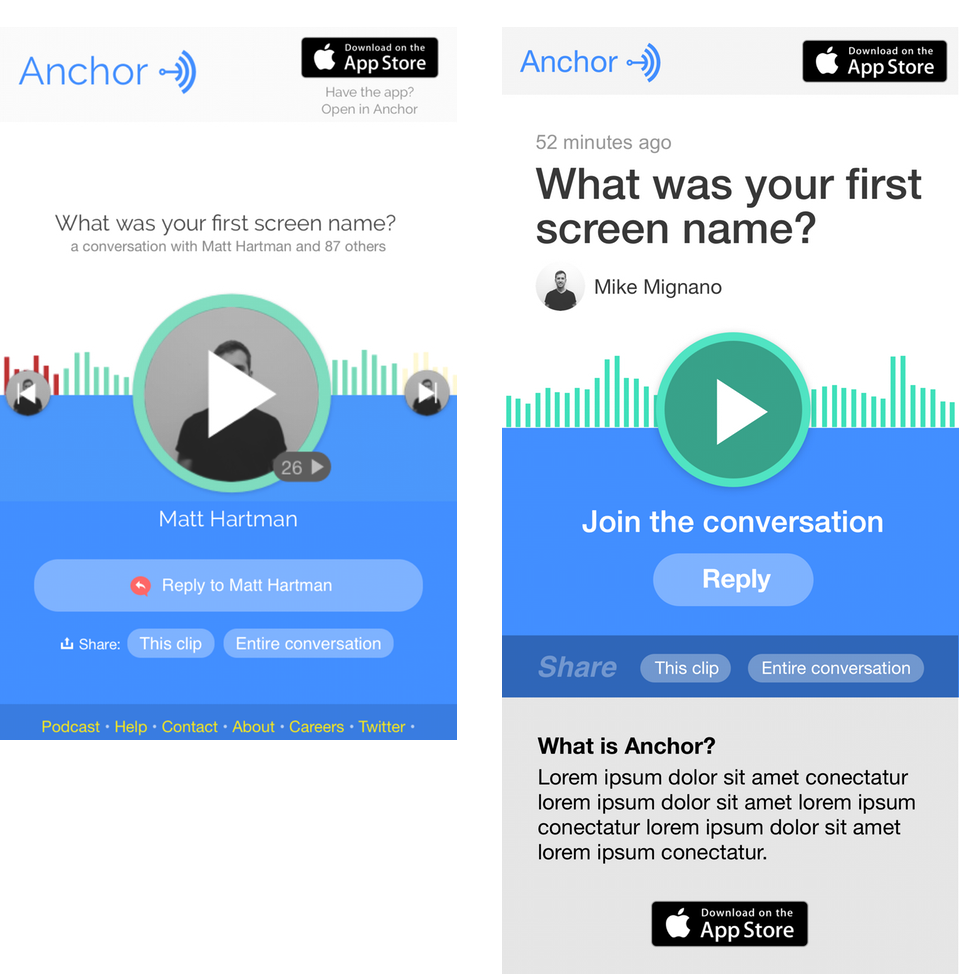 Anchor
Download on the
App Store
Have the app?
Open in Anchor
What was your first screen name?
a conversation with Matt Hartman and 87 others
26
Matt Hartman
Reply to Matt Hartman
Share: This clip Entire conversation
Podcast • Help • Contact • About • Careers • Twitter •
Anchor
Download on the
App Store
52 minutes ago
What was your first
screen name?
Mike Mignano
Join the conversation
Reply
Share This clip Entire conversation
What is Anchor?
Lorem ipsum dolor sit amet conectatur
lorem ipsum dolor sit amet lorem ipsum
conectatur lorem ipsum dolor sit amet
lorem ipsum conectatur.
Download on the
App Store